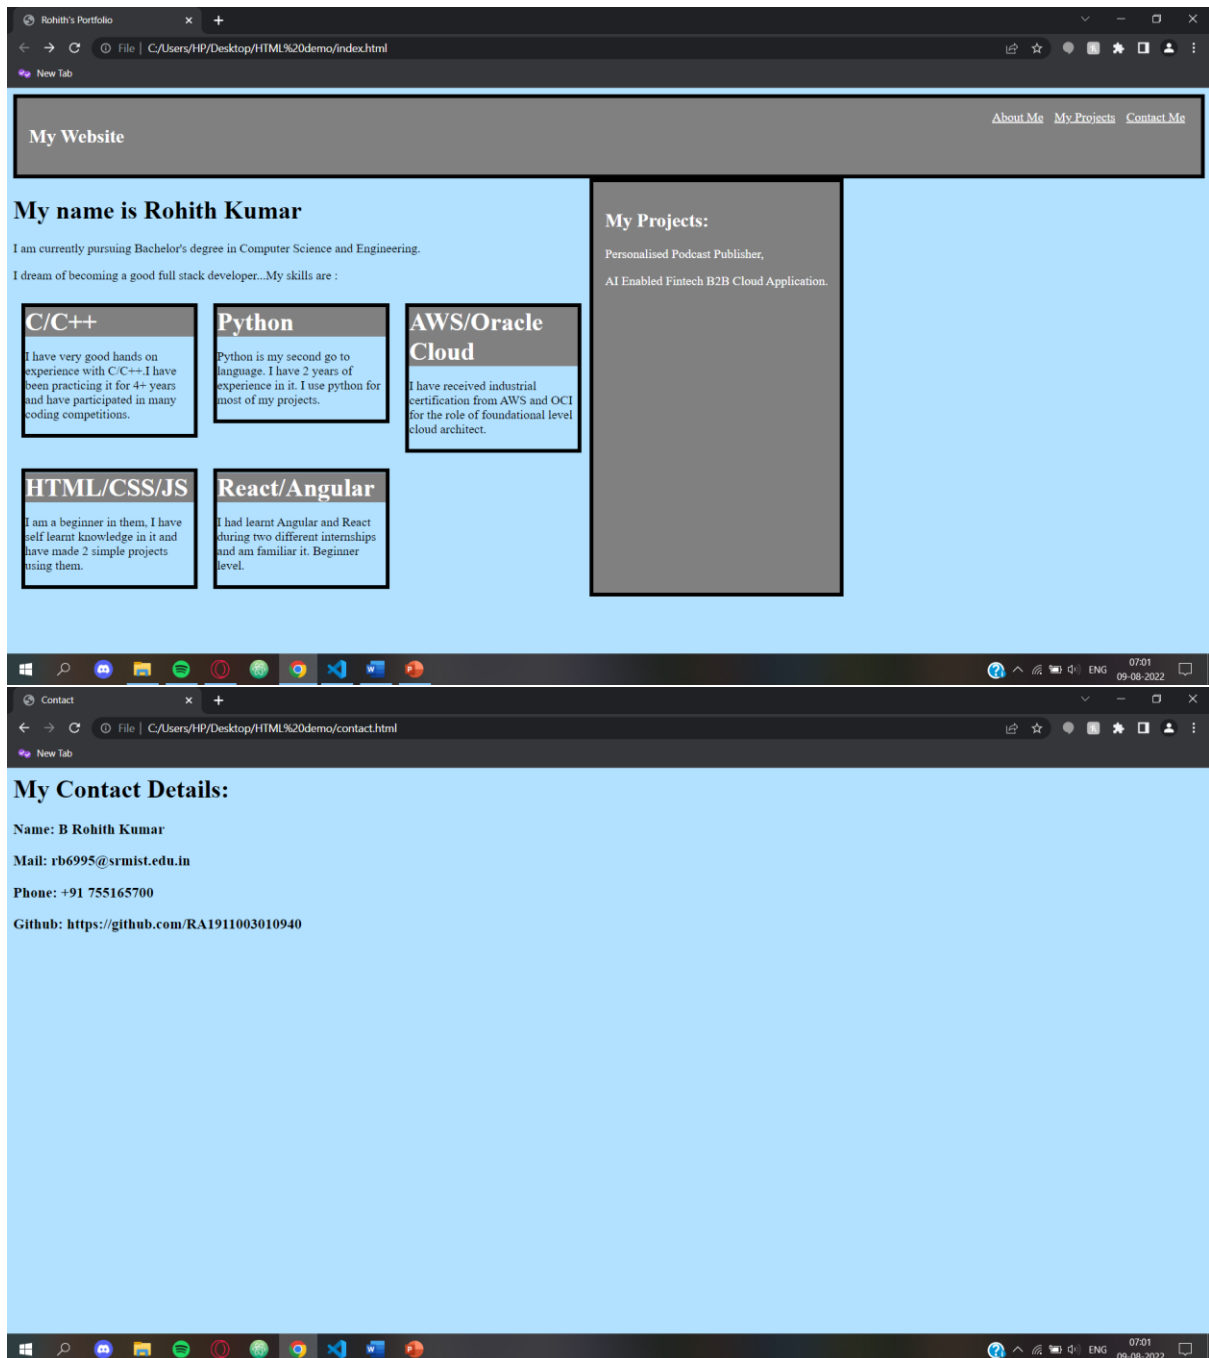 Rohith's Portfolio
File | C:/Users/HP/Desktop/HTML%20demo/index.html
New Tab
My Website
About Me My Projects Contact Me
My name is Rohith Kumar
I am currently pursuing Bachelor's degree in Computer Science and Engineering.
I dream of becoming a good full stack developer...My skills are :
C/C++
I have very good hands on
experience with C/C++.I have
been practicing it for 4+ years
and have participated in many
coding competitions.
Python
Python is my second go to
language. I have 2 years of
experience in it. I use python for
most of my projects.
AWS/Oracle
Cloud
I have received industrial
certification from AWS and OCI
for the role of foundational level
cloud architect.
HTML/CSS/JS
I am a beginner in them, I have
self learnt knowledge in it and
have made 2 simple projects
using them.
React/Angular
I had learnt Angular and React
during two different internships
and am familiar it. Beginner
level.
My Projects:
Personalised Podcast Publisher,
AI Enabled Fintech B2B Cloud Application.
ENG
07:01
09-08-2022
Contact
File | C:/Users/HP/Desktop/HTML%20demo/contact.html
New Tab
My Contact Details:
Name: B Rohith Kumar
Mail: rb6995@srmist.edu.in
Phone: +91 755165700
Github: https://github.com/RA1911003010940
ENG
07:01
09-08-2022